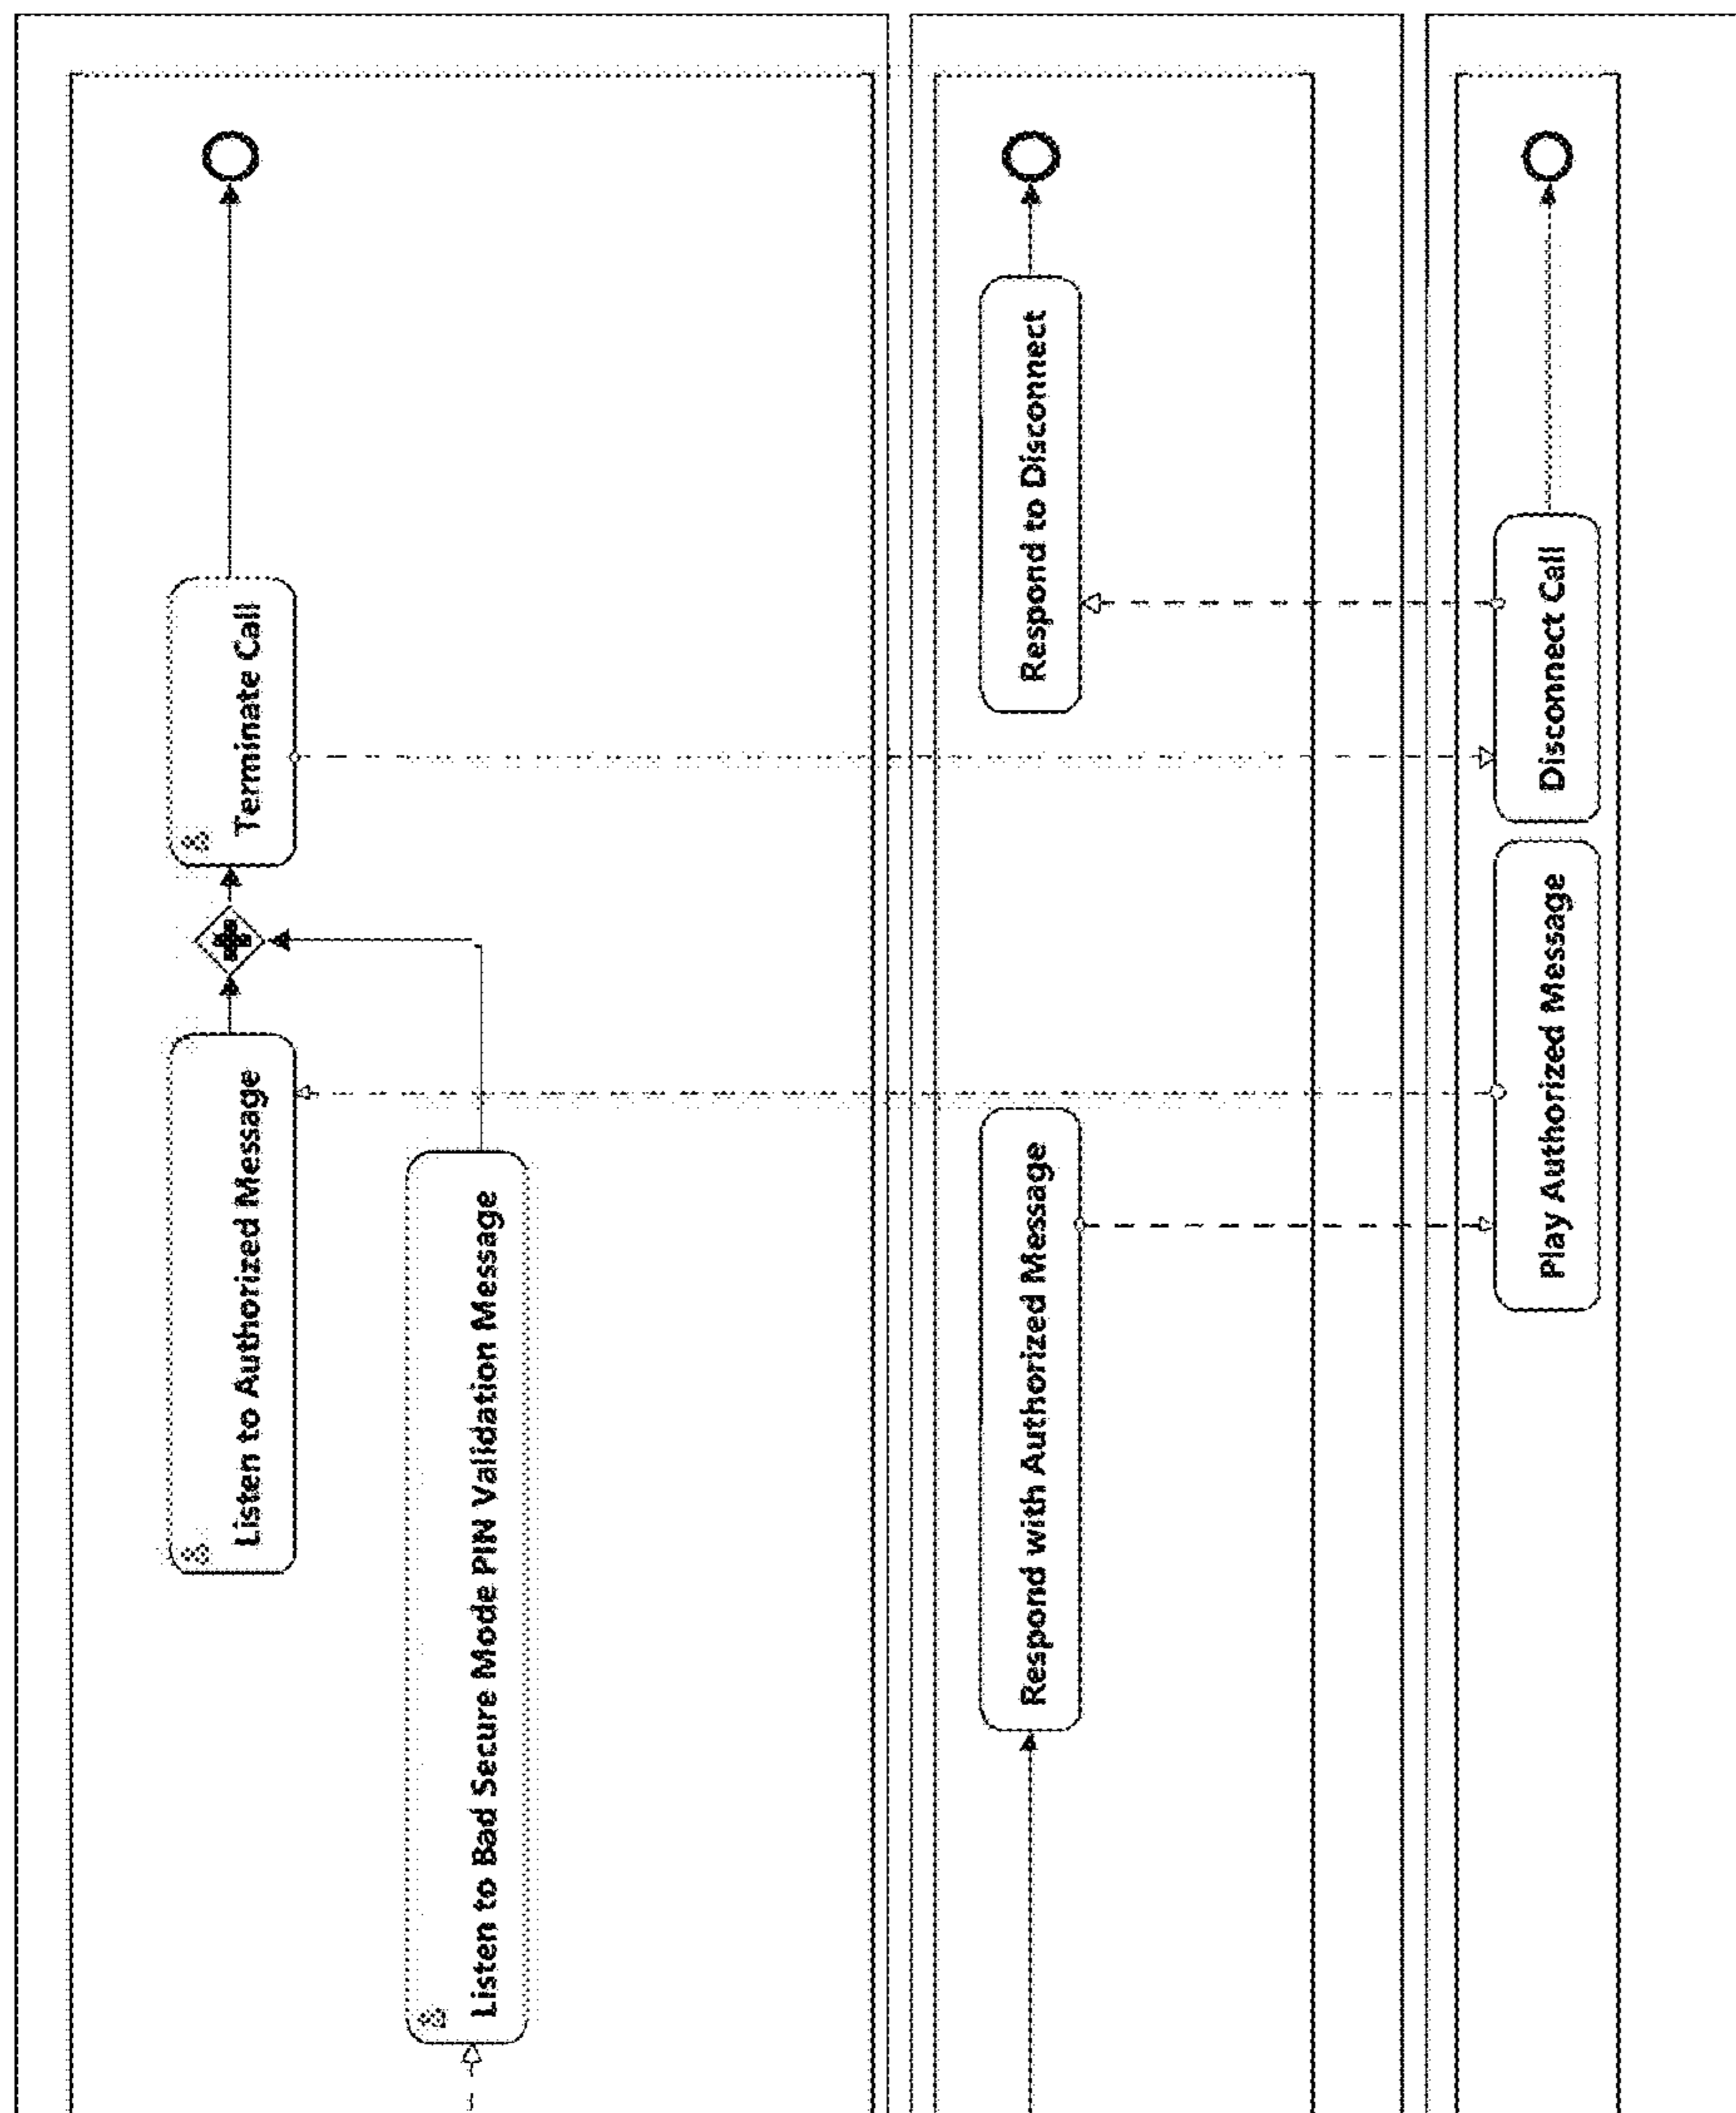 Listen to Authorized Message
Terminate Call
Listen to Bad Secure Mode PIN Validation Message
Respond with Authorized Message
Respond to Disconnect
Play Authorized Message
Disconnect Call